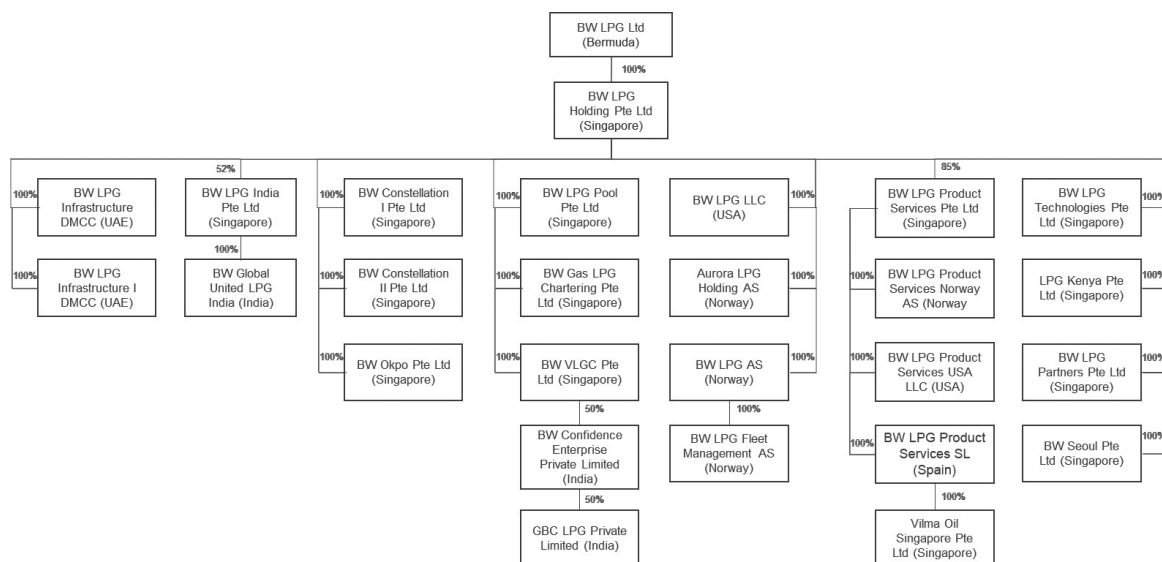 BW LPG Ltd
(Bermuda)
100%
BW LPG
Holding Pte Ltd
(Singapore)
52%
85%
100%
BW LPG
Infrastructure
DMCC (UAE)
BW LPG India
Pte Ltd
(Singapore)
100%
BW Constellation
I Pte Ltd
(Singapore)
100%
BW LPG Pool
Pte Ltd
(Singapore)
BW LPG LLC
(USA)
100%
BW LPG Product
Services Pte Ltd
(Singapore)
BW LPG
Technologies Pte
Ltd (Singapore)
100%
100%
100%
BW LPG
Infrastructure I
DMCC (UAE)
BW Global
United LPG
India (India)
100%
BW Constellation
II Pte Ltd
(Singapore)
100%
BW Gas LPG
Chartering Pte
Ltd (Singapore)
Aurora LPG
Holding AS
(Norway)
100%
100%
BW LPG Product
Services Norway
AS (Norway
LPG Kenya Pte
Ltd (Singapore)
100%
100%
BW Okpo Pte Ltd
(Singapore)
100%
BW VLGC Pte
Ltd (Singapore)
BW LPG AS
(Norway)
100%
100%
BW LPG Product
Services USA
LLC (USA)
BW LPG
Partners Pte Ltd
(Singapore)
100%
50%
100%
BW Confidence
Enterprise
Private Limited
(India)
BW LPG Fleet
Management AS
(Norway)
100%
BW LPG Product
Services SL
(Spain)
BW Seoul Pte
Ltd (Singapore)
100%
50%
100%
GBC LPG Private
Limited (India)
Vilma Oil
Singapore Pte
Ltd (Singapore)